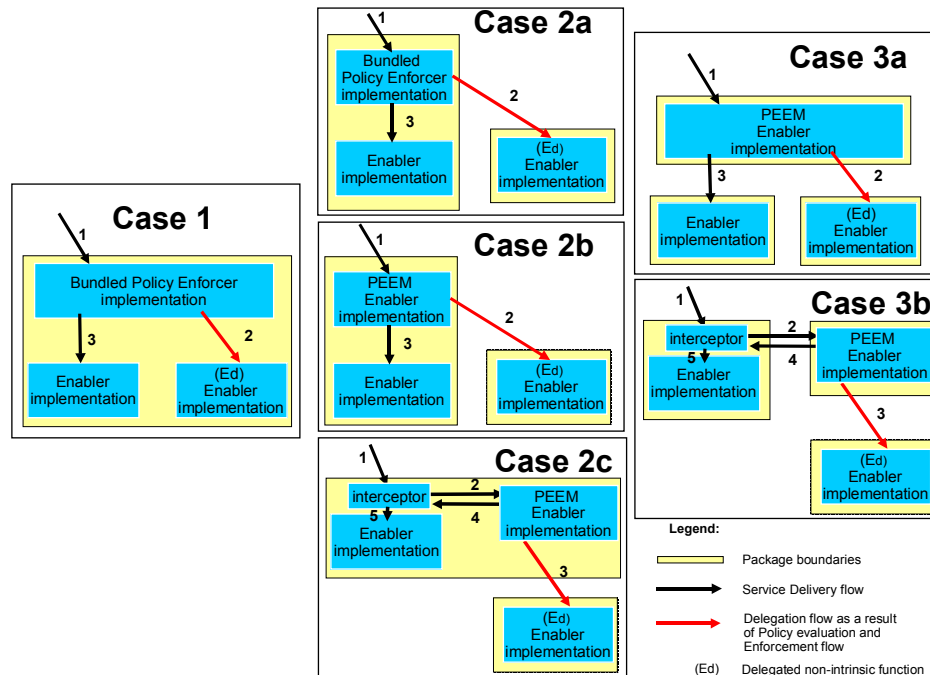 Case 1
1
Bundled Policy Enforcer
implementation
3
2
Enabler
implementation
(Ed)
Enabler
implementation
Case 2a
1
Bundled
Policy Enforcer
implementation
2
3
Enabler
implementation
(Ed)
Enabler
implementation
Case 2b
1
PEEM
Enabler
implementation
2
3
Enabler
implementation
(Ed)
Enabler
implementation
Case 2c
1
interceptor
2
4
PEEM
Enabler
implementation
5
Enabler
implementation
3
(Ed)
Enabler
implementation
Case 3a
1
PEEM
Enabler
implementation
3
2
Enabler
implementation
(Ed)
Enabler
implementation
Case 3b
1
interceptor
2
4
PEEM
Enabler
implementation
5
Enabler
implementation
3
(Ed)
Enabler
implementation
Legend:
Package boundaries
Service Delivery flow
Delegation flow as a result
of Policy evaluation and
Enforcement flow
(Ed) Delegated non-intrinsic function